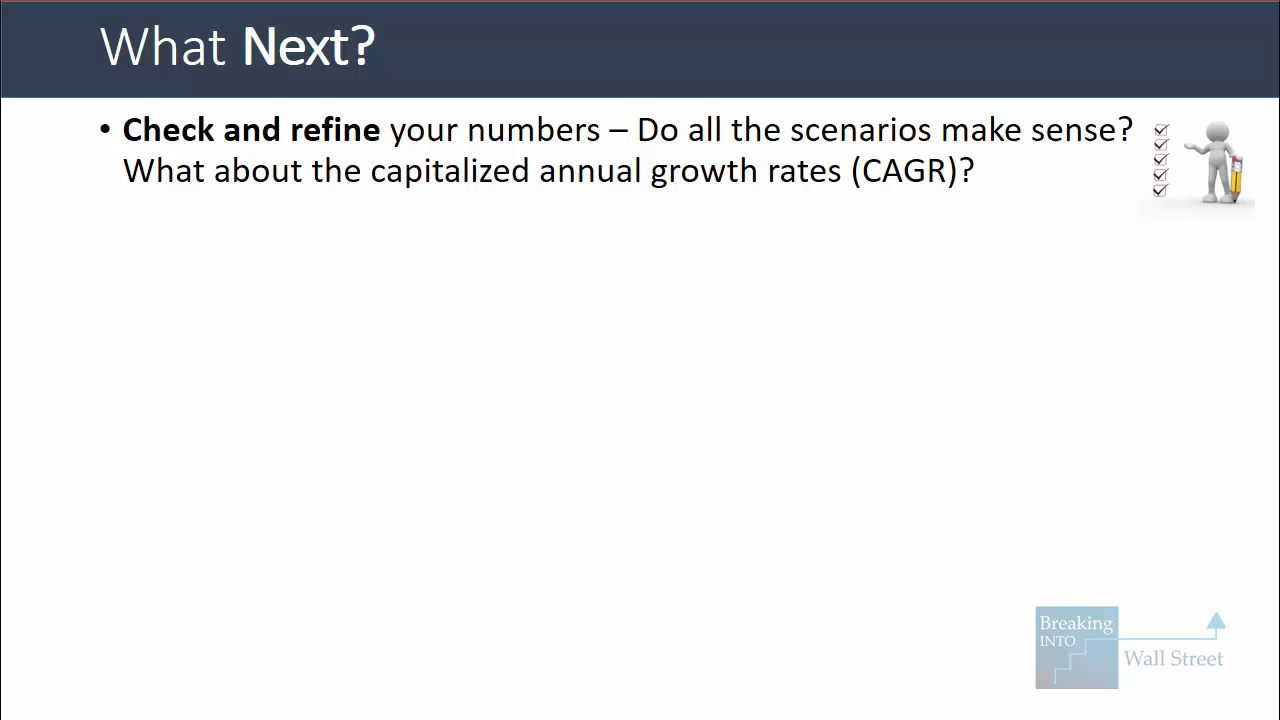 What Next?
• Check and refine your numbers – Do all the scenarios make sense?
What about the capitalized annual growth rates (CAGR)?
Breaking
INTO
Wall Street